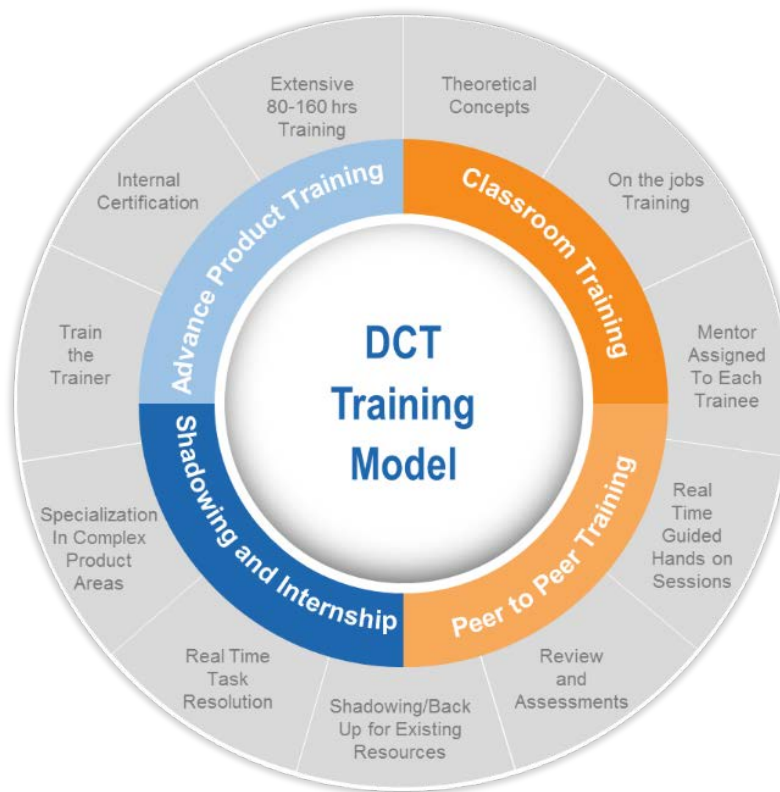 DCT
Training
Model
Classroom Training
Peer to Peer Training
Shadowing and Internship
Advance Product Training
Theoretical
Concepts
On the jobs
Training
Mentor
Assigned
To Each
Trainee
Real
Time
Guided
Hands on
Sessions
Review
and
Assessments
Shadowing/Back
Up for Existing
Resources
Real Time
Task
Resolution
Specialization
In Complex
Product
Areas
Train
the
Trainer
Internal
Certification
Extensive
80-160 hrs
Training